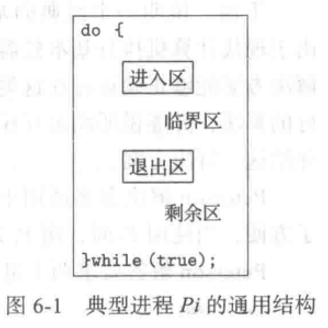 do {
进入区
临界区
退出区
剩余区
}while(true);
图 6-1 典型进程 Pi 的通用结构